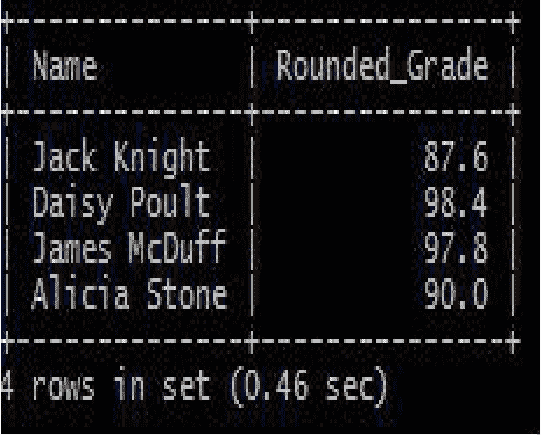 Name Rounded_Grade
Jack Knight 87.6
Daisy Poult 98.4
James McDuff 97.8
Alicia Stone 90.0
4 rows in set (0.46 sec)